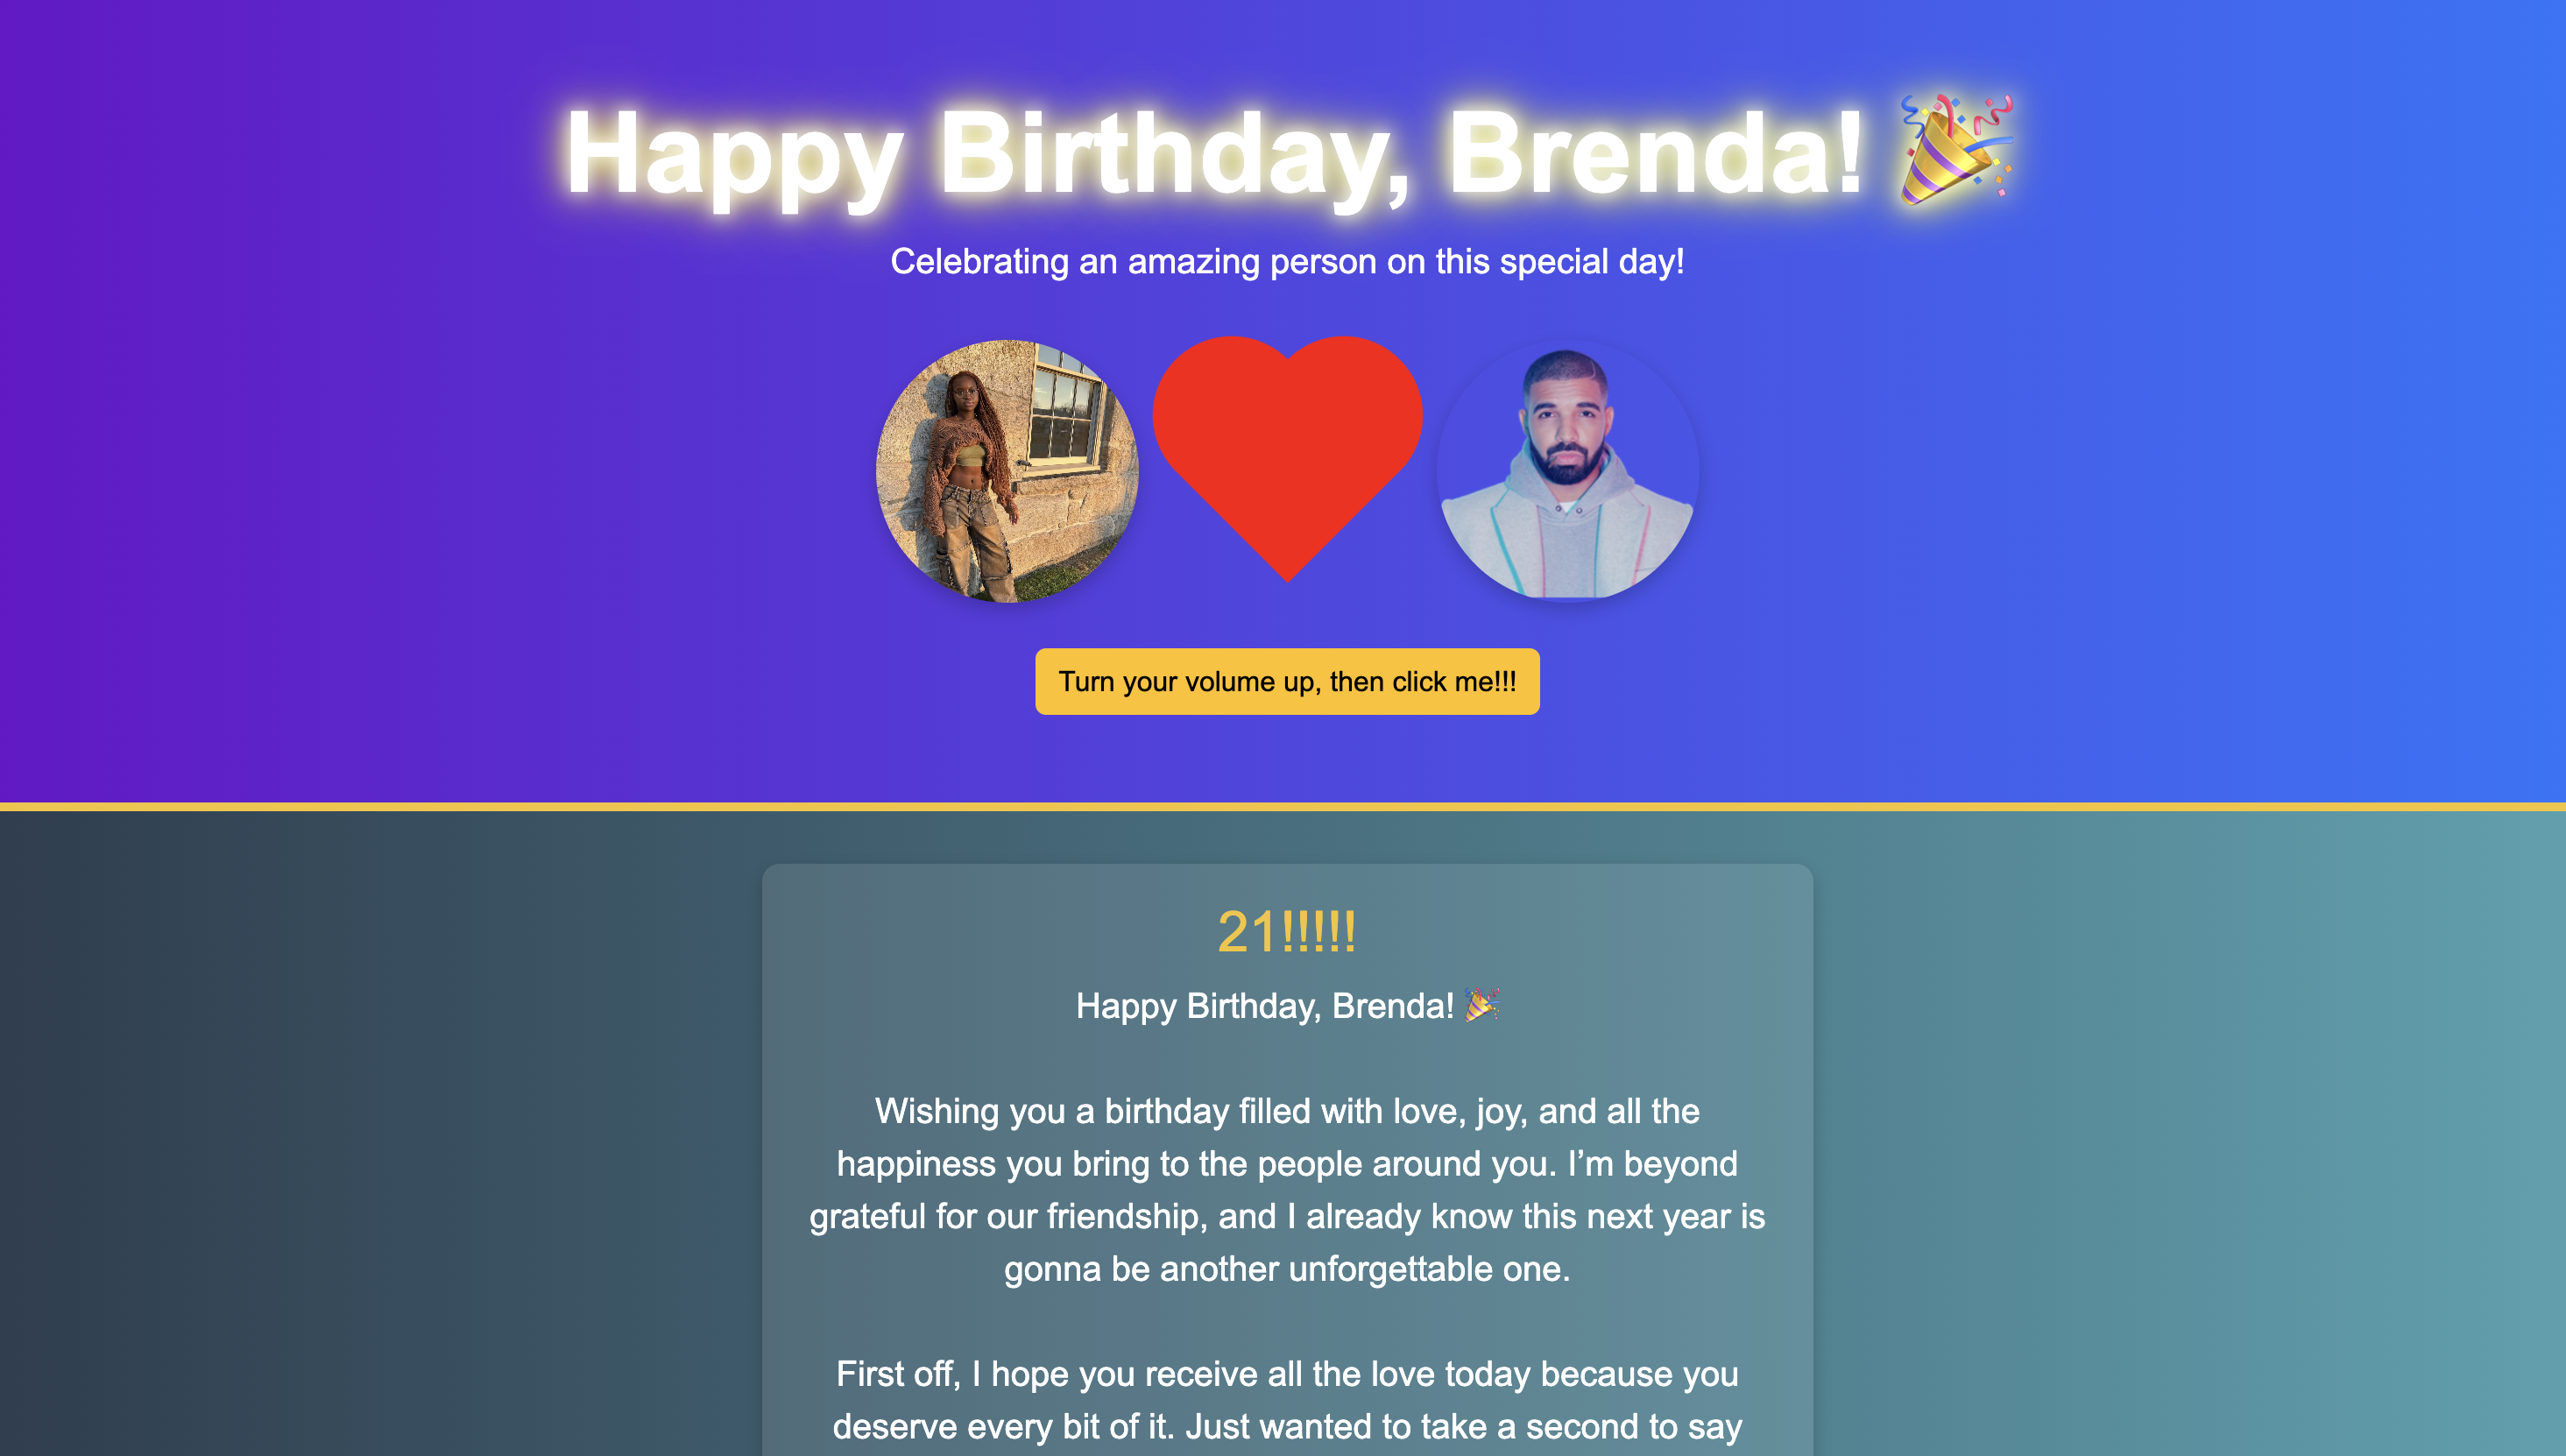 Happy Birthday, Brenda! 🎉
Celebrating an amazing person on this special day!
Turn your volume up, then click me!!!
21!!!!!
Happy Birthday, Brenda! 🎉
Wishing you a birthday filled with love, joy, and all the
happiness you bring to the people around you. I’m beyond
grateful for our friendship, and I already know this next year is
gonna be another unforgettable one.
First off, I hope you receive all the love today because you
deserve every bit of it. Just wanted to take a second to say